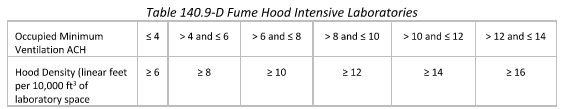 Table 140.9-D Fume Hood Intensive Laboratories
Occupied Minimum ≤ 4 > 4 and ≤ 6 > 6 and ≤ 8 > 8 and ≤ 10 > 10 and ≤ 12 > 12 and ≤ 14
Ventilation ACH
Hood Density (linear feet ≥ 6 ≥ 8 ≥ 10 ≥ 12 ≥ 14 ≥ 16
per 10,000 ft³ of
laboratory space